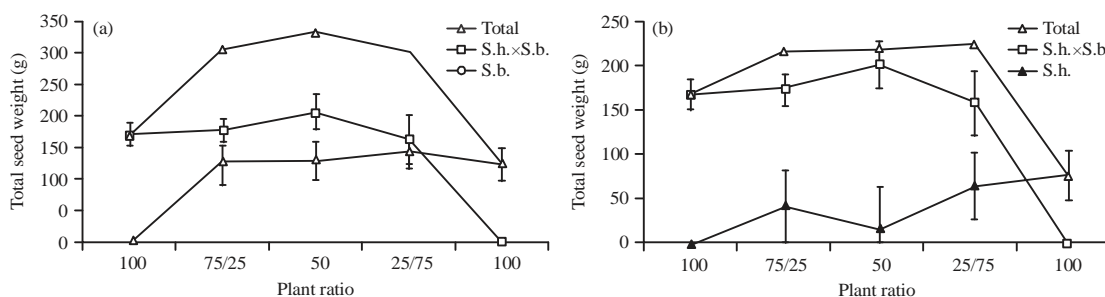 (a)
Total
S.h.×S.b.
S.b.
Total seed weight (g)
350
300
250
200
150
100
0
0
100
75/25
50
25/75
100
Plant ratio
(b)
Total
S.h.×S.b
S.h.
Total seed weight (g)
250
200
150
100
50
0
100
75/25
50
25/75
100
Plant ratio